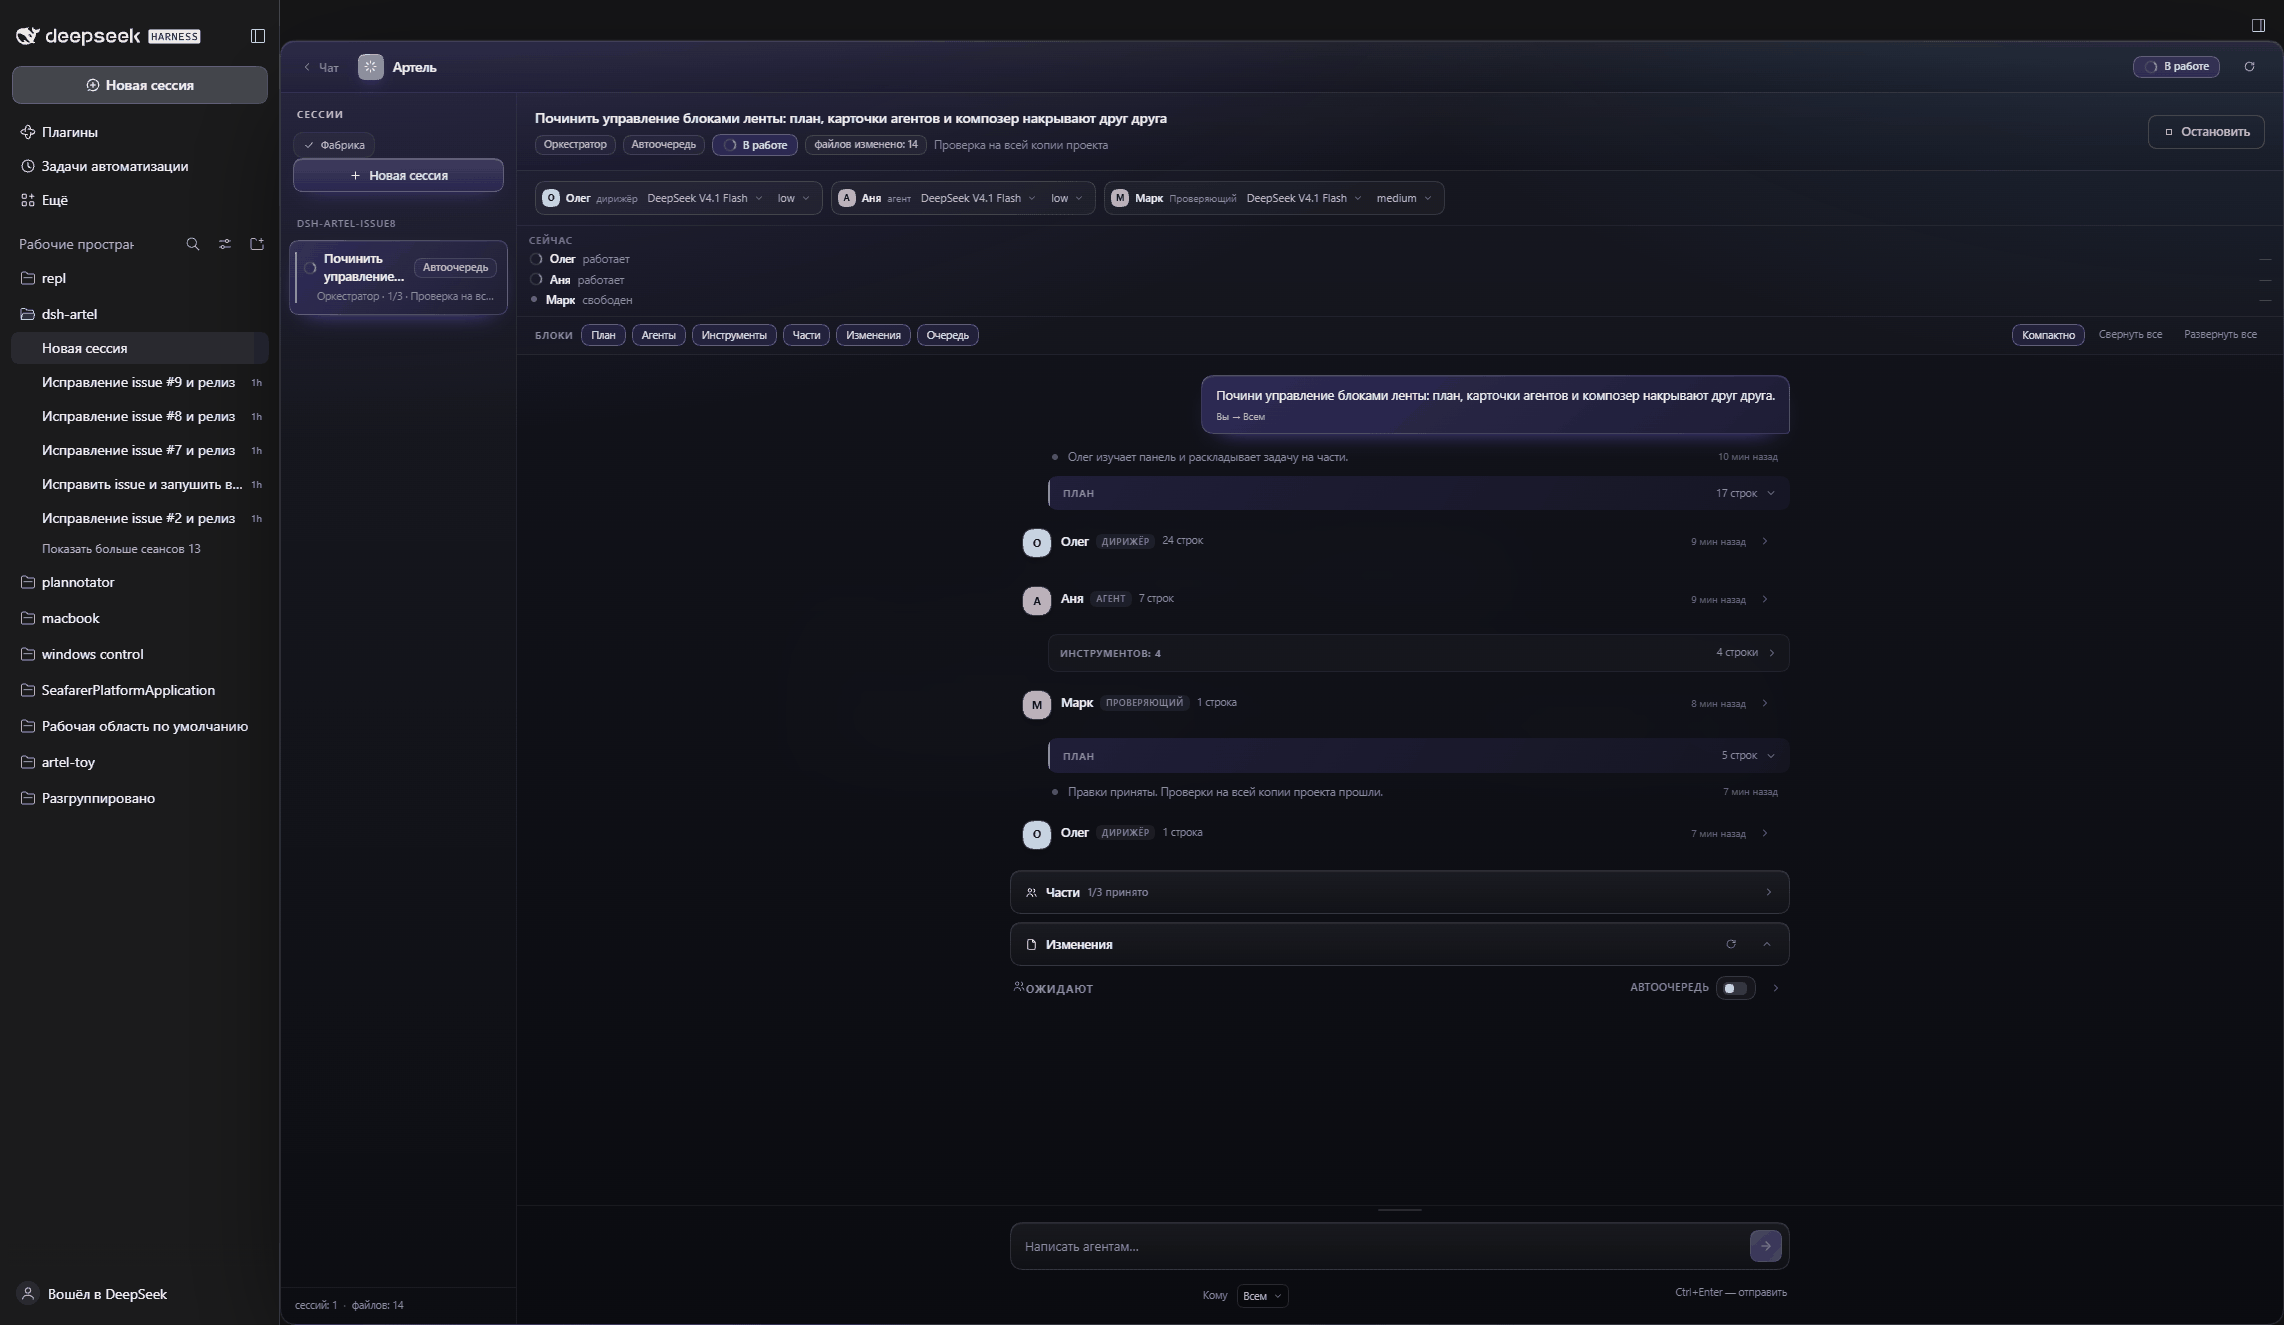 deepseek HARNESS
Новая сессия
Плагины
Задачи автоматизации
Ещё
Рабочие простран
repl
dsh-artel
Новая сессия
Исправление issue #9 и релиз 1h
Исправление issue #8 и релиз 1h
Исправление issue #7 и релиз 1h
Исправить issue и запушить в... 1h
Исправление issue #2 и релиз 1h
Показать больше сеансов 13
plannotator
macbook
windows control
SeafarerPlatformApplication
Рабочая область по умолчанию
artel-toy
Разгруппировано
Вошёл в DeepSeek
Чат
Артель
В работе
СЕССИИ
Фабрика
+ Новая сессия
DSH-ARTEL-ISSUE8
Починить управление... Автоочередь
Оркестратор · 1/3 · Проверка на вс...
сессий: 1 · файлов: 14
Починить управление блоками ленты: план, карточки агентов и композер накрывают друг друга
Оркестратор Автоочередь В работе файлов изменено: 14 Проверка на всей копии проекта
Остановить
О Олег дирижёр DeepSeek V4.1 Flash low
А Аня агент DeepSeek V4.1 Flash low
М Марк Проверяющий DeepSeek V4.1 Flash medium
СЕЙЧАС
Олег работает —
Аня работает —
Марк свободен —
БЛОКИ План Агенты Инструменты Части Изменения Очередь
Компактно Свернуть все Развернуть все
Почини управление блоками ленты: план, карточки агентов и композер накрывают друг друга.
Вы → Всем
Олег изучает панель и раскладывает задачу на части. 10 мин назад
ПЛАН 17 строк
О Олег ДИРИЖЁР 24 строк 9 мин назад
А Аня АГЕНТ 7 строк 9 мин назад
ИНСТРУМЕНТОВ: 4 4 строки
М Марк ПРОВЕРЯЮЩИЙ 1 строка 8 мин назад
ПЛАН 5 строк
Правки приняты. Проверки на всей копии проекта прошли. 7 мин назад
О Олег ДИРИЖЁР 1 строка 7 мин назад
Части 1/3 принято
Изменения
ОЖИДАЮТ АВТООЧЕРЕДЬ
Написать агентам...
Кому Всем
Ctrl+Enter — отправить